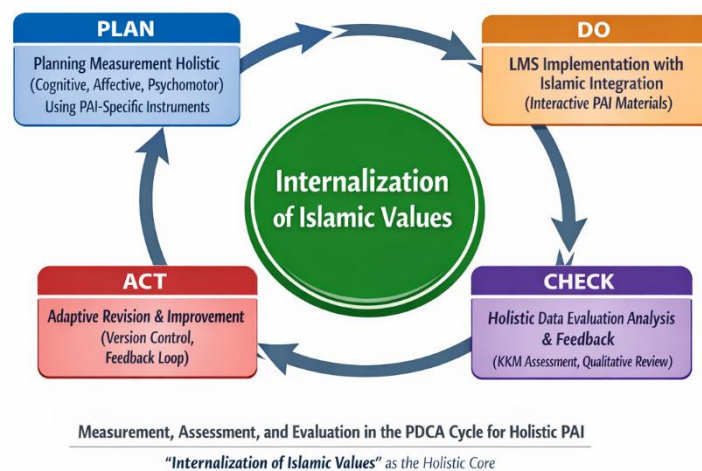 PLAN
Planning Measurement Holistic
(Cognitive, Affective, Psychomotor)
Using PAI-Specific Instruments
DO
LMS Implementation with
Islamic Integration
(Interactive PAI Materials)
Internalization
of Islamic Values
ACT
Adaptive Revision & Improvement
(Version Control,
Feedback Loop)
CHECK
Holistic Data Evaluation Analysis
& Feedback
(KKM Assessment, Qualitative Review)
Measurement, Assessment, and Evaluation in the PDCA Cycle for Holistic PAI
"Internalization of Islamic Values" as the Holistic Core